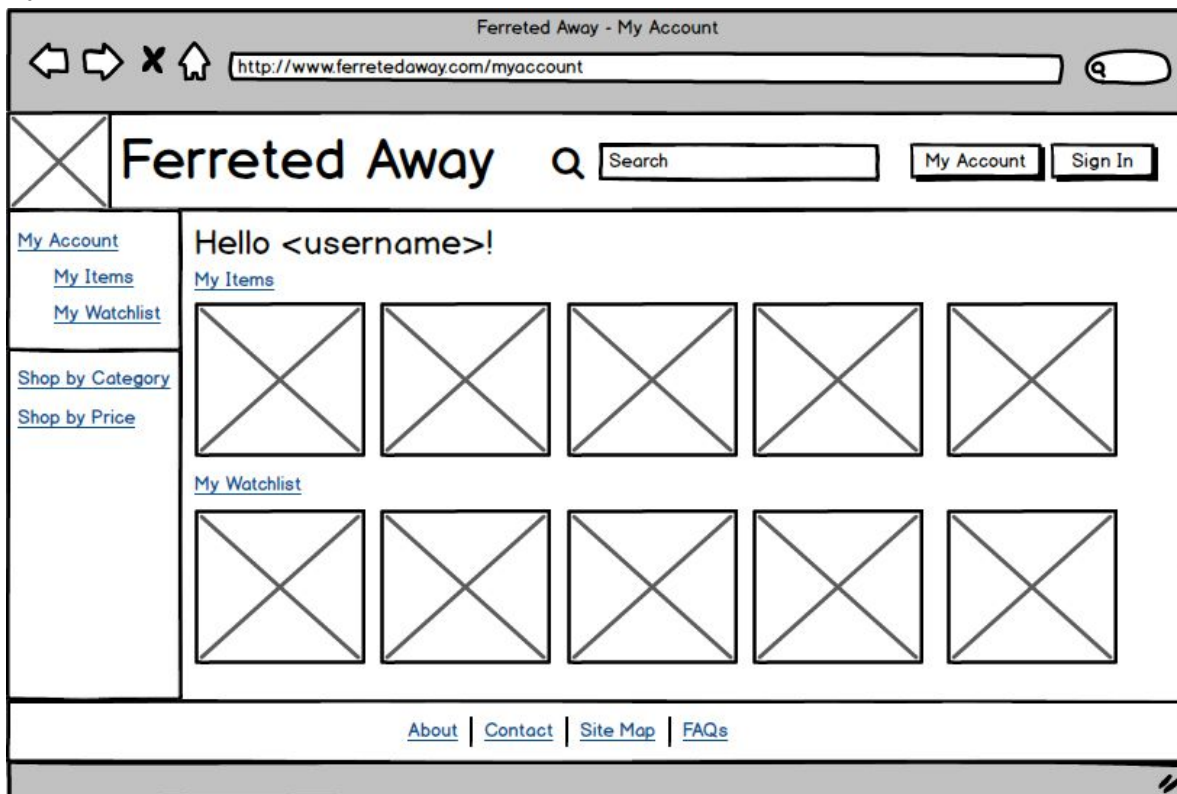 Ferreted Away - My Account
http://www.ferretedaway.com/myaccount
Ferreted Away
Search
My Account
Sign In
My Account
My Items
My Watchlist
Shop by Category
Shop by Price
Hello <username>!
My Items
My Watchlist
About | Contact | Site Map | FAQs